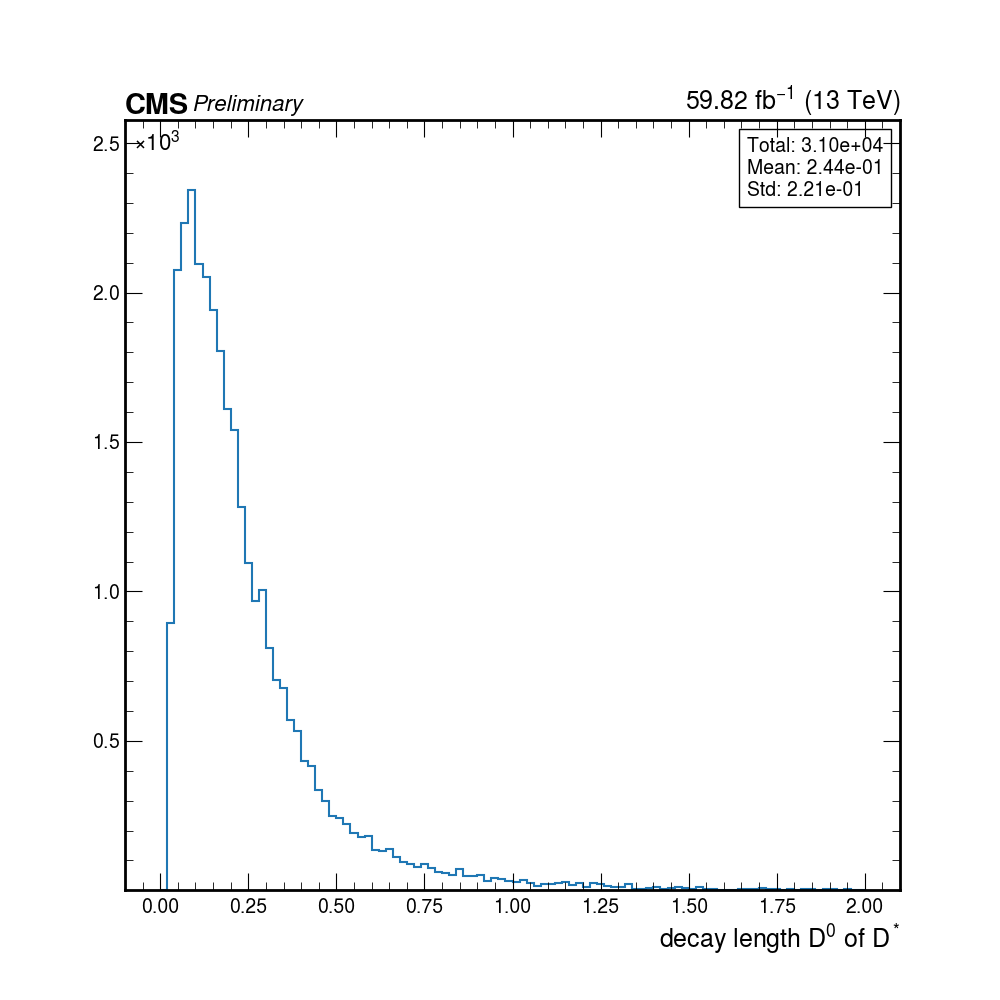 CMS Preliminary
59.82 fb⁻¹ (13 TeV)
×10³
Total: 3.10e+04
Mean: 2.44e-01
Std: 2.21e-01
2.5
2.0
1.5
1.0
0.5
0.00 0.25 0.50 0.75 1.00 1.25 1.50 1.75 2.00
decay length D⁰ of D*